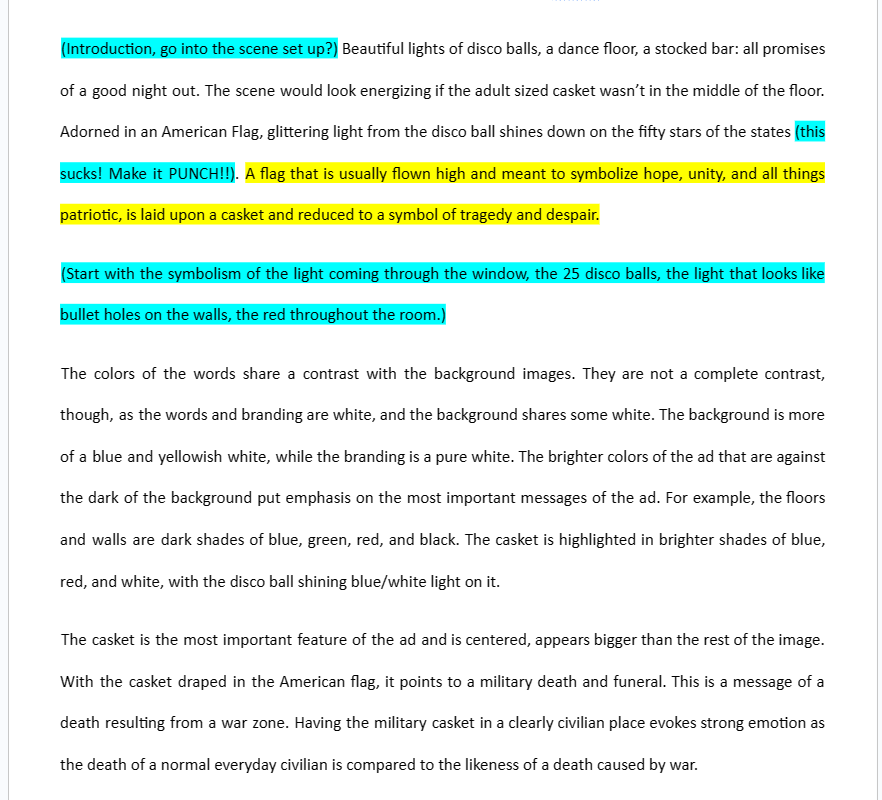 (Introduction, go into the scene set up?) Beautiful lights of disco balls, a dance floor, a stocked bar: all promises
of a good night out. The scene would look energizing if the adult sized casket wasn’t in the middle of the floor.
Adorned in an American Flag, glittering light from the disco ball shines down on the fifty stars of the states (this
sucks! Make it PUNCH!!). A flag that is usually flown high and meant to symbolize hope, unity, and all things
patriotic, is laid upon a casket and reduced to a symbol of tragedy and despair.
(Start with the symbolism of the light coming through the window, the 25 disco balls, the light that looks like
bullet holes on the walls, the red throughout the room.)
The colors of the words share a contrast with the background images. They are not a complete contrast,
though, as the words and branding are white, and the background shares some white. The background is more
of a blue and yellowish white, while the branding is a pure white. The brighter colors of the ad that are against
the dark of the background put emphasis on the most important messages of the ad. For example, the floors
and walls are dark shades of blue, green, red, and black. The casket is highlighted in brighter shades of blue,
red, and white, with the disco ball shining blue/white light on it.
The casket is the most important feature of the ad and is centered, appears bigger than the rest of the image.
With the casket draped in the American flag, it points to a military death and funeral. This is a message of a
death resulting from a war zone. Having the military casket in a clearly civilian place evokes strong emotion as
the death of a normal everyday civilian is compared to the likeness of a death caused by war.